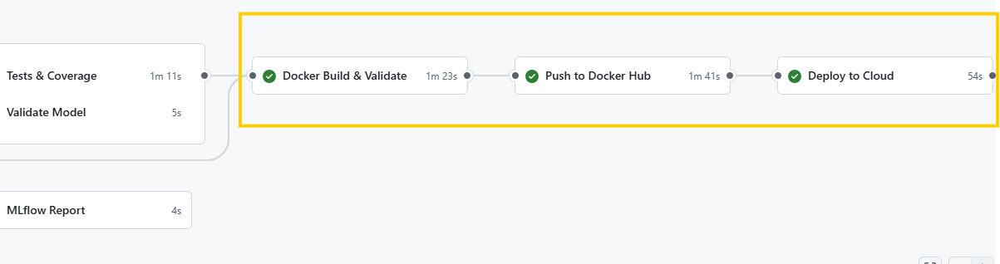 Tests & Coverage 1m 11s
Validate Model 5s
Docker Build & Validate 1m 23s
Push to Docker Hub 1m 41s
Deploy to Cloud 54s
MLflow Report 4s